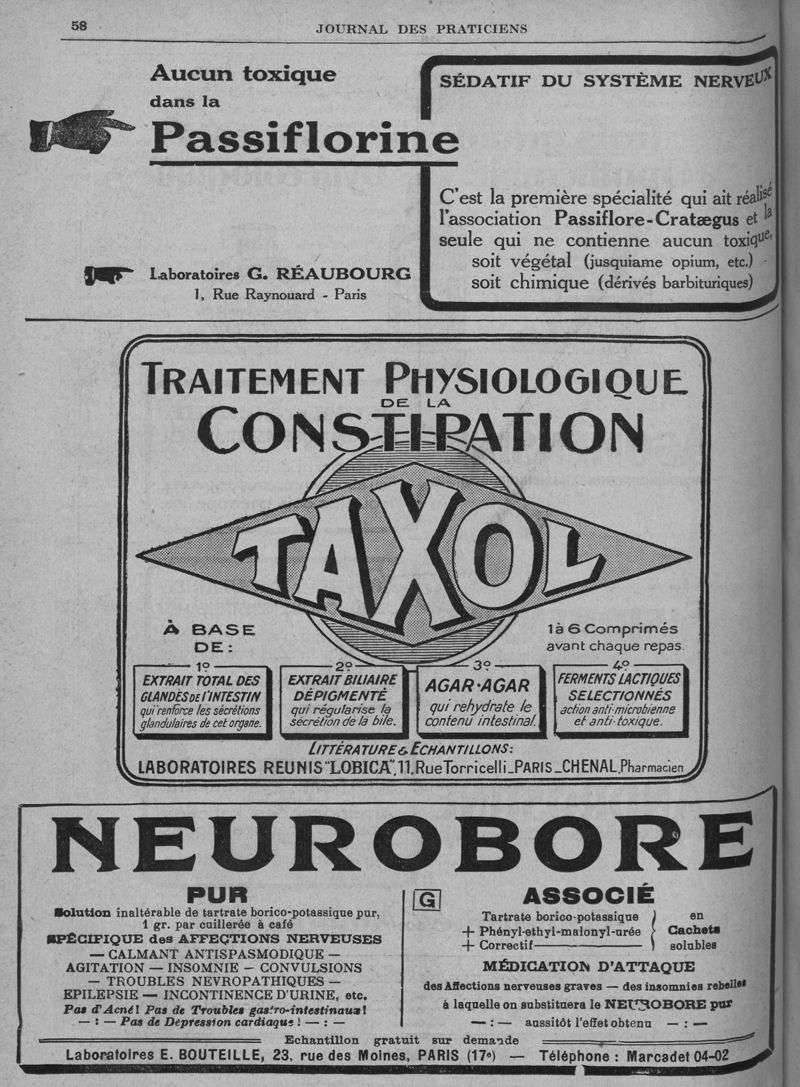 58
JOURNAL DES PRATICIENS
Aucun toxique
dans la
Passiflorine
Laboratoires G. RÉAUBOURG
1, Rue Raynouard - Paris
SÉDATIF DU SYSTÈME NERVEUX
C'est la première spécialité qui ait réalisé
l'association Passiflore-Cratægus et la
seule qui ne contienne aucun toxique,
soit végétal (jusquiame opium, etc.) -
soit chimique (dérivés barbituriques)
TRAITEMENT PHYSIOLOGIQUE
DE LA
CONSTIPATION
TAXOL
À BASE
DE :
1à 6 Comprimés
avant chaque repas.
1º
EXTRAIT TOTAL DES
GLANDES DE L'INTESTIN
qui renforce les sécrétions
glandulaires de cet organe.
2º
EXTRAIT BILIAIRE
DÉPIGMENTÉ
qui régularise la
sécrétion de la bile.
3º
AGAR-AGAR
qui rehydrate le
contenu intestinal.
4º
FERMENTS LACTIQUES
SELECTIONNÉS
action anti-microbienne
et anti-toxique.
LITTÉRATURE & ECHANTILLONS:
LABORATOIRES REUNIS "LOBICA", 11, Rue Torricelli_PARIS_CHENAL, Pharmacien
NEUROBORE
PUR
Solution inaltérable de tartrate borico-potassique pur,
1 gr. par cuillerée à café
SPÉCIFIQUE des AFFECTIONS NERVEUSES
— CALMANT ANTISPASMODIQUE —
AGITATION — INSOMNIE — CONVULSIONS
— TROUBLES NEVROPATHIQUES —
EPILEPSIE — INCONTINENCE D'URINE, etc.
Pas d'Acné! Pas de Troubles gastro-intestinaux!
— : — Pas de Dépression cardiaque! — : —
G
ASSOCIÉ
Tartrate borico-potassique
+ Phényl-ethyl-malonyl-urée
+ Correctif
en
Cachets
solubles
MÉDICATION D'ATTAQUE
des Affections nerveuses graves — des insomnies rebelles
à laquelle on substituera le NEUROBORE pur
— : — aussitôt l'effet obtenu — : —
Echantillon gratuit sur demande
Laboratoires E. BOUTEILLE, 23, rue des Moines, PARIS (17e) — Téléphone : Marcadet 04-02